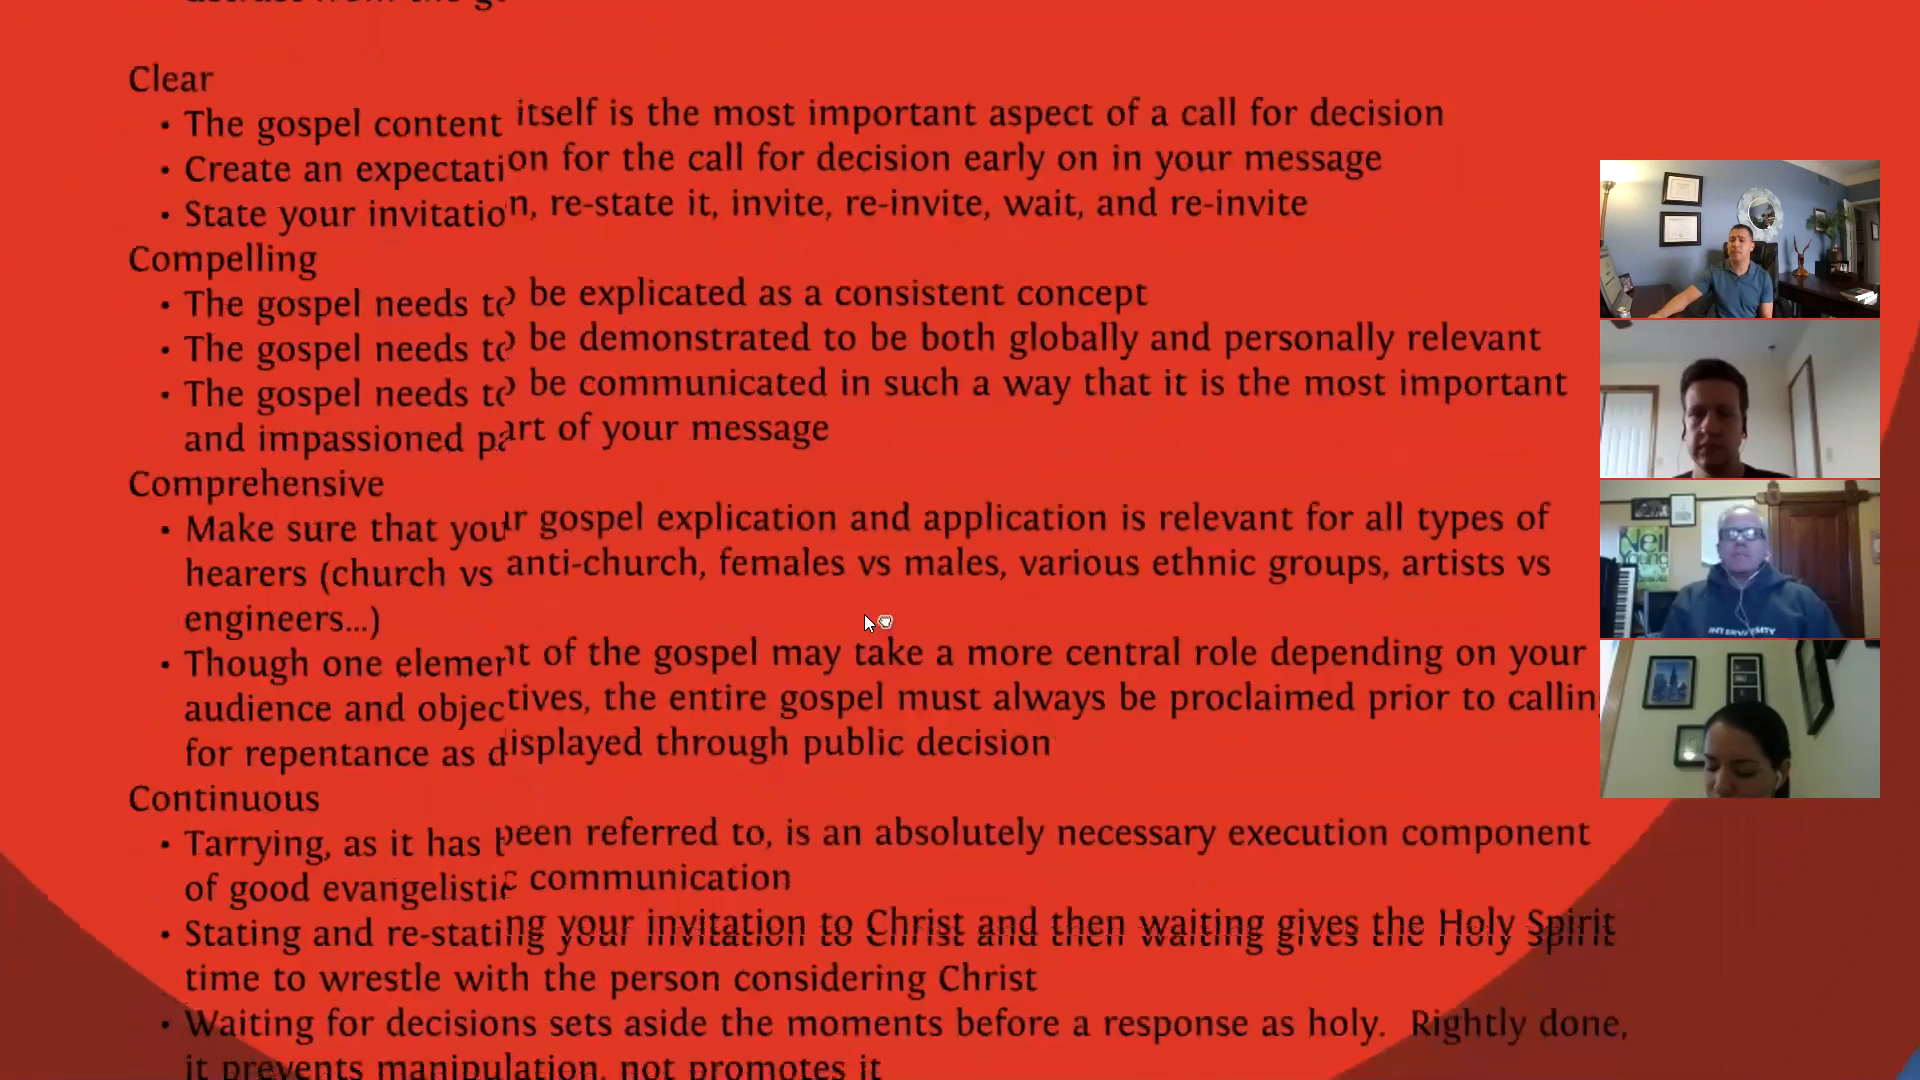 Clear
• The gospel content itself is the most important aspect of a call for decision
• Create an expectation for the call for decision early on in your message
• State your invitation, re-state it, invite, re-invite, wait, and re-invite
Compelling
• The gospel needs to be explicated as a consistent concept
• The gospel needs to be demonstrated to be both globally and personally relevant
• The gospel needs to be communicated in such a way that it is the most important
and impassioned part of your message
Comprehensive
• Make sure that your gospel explication and application is relevant for all types of
hearers (church vs anti-church, females vs males, various ethnic groups, artists vs
engineers...)
• Though one element of the gospel may take a more central role depending on your
audience and objectives, the entire gospel must always be proclaimed prior to callin
for repentance as displayed through public decision
Continuous
• Tarrying, as it has been referred to, is an absolutely necessary execution component
of good evangelistic communication
• Stating and re-stating your invitation to Christ and then waiting gives the Holy Spirit
time to wrestle with the person considering Christ
• Waiting for decisions sets aside the moments before a response as holy. Rightly done,
it prevents manipulation, not promotes it
Neil
Young